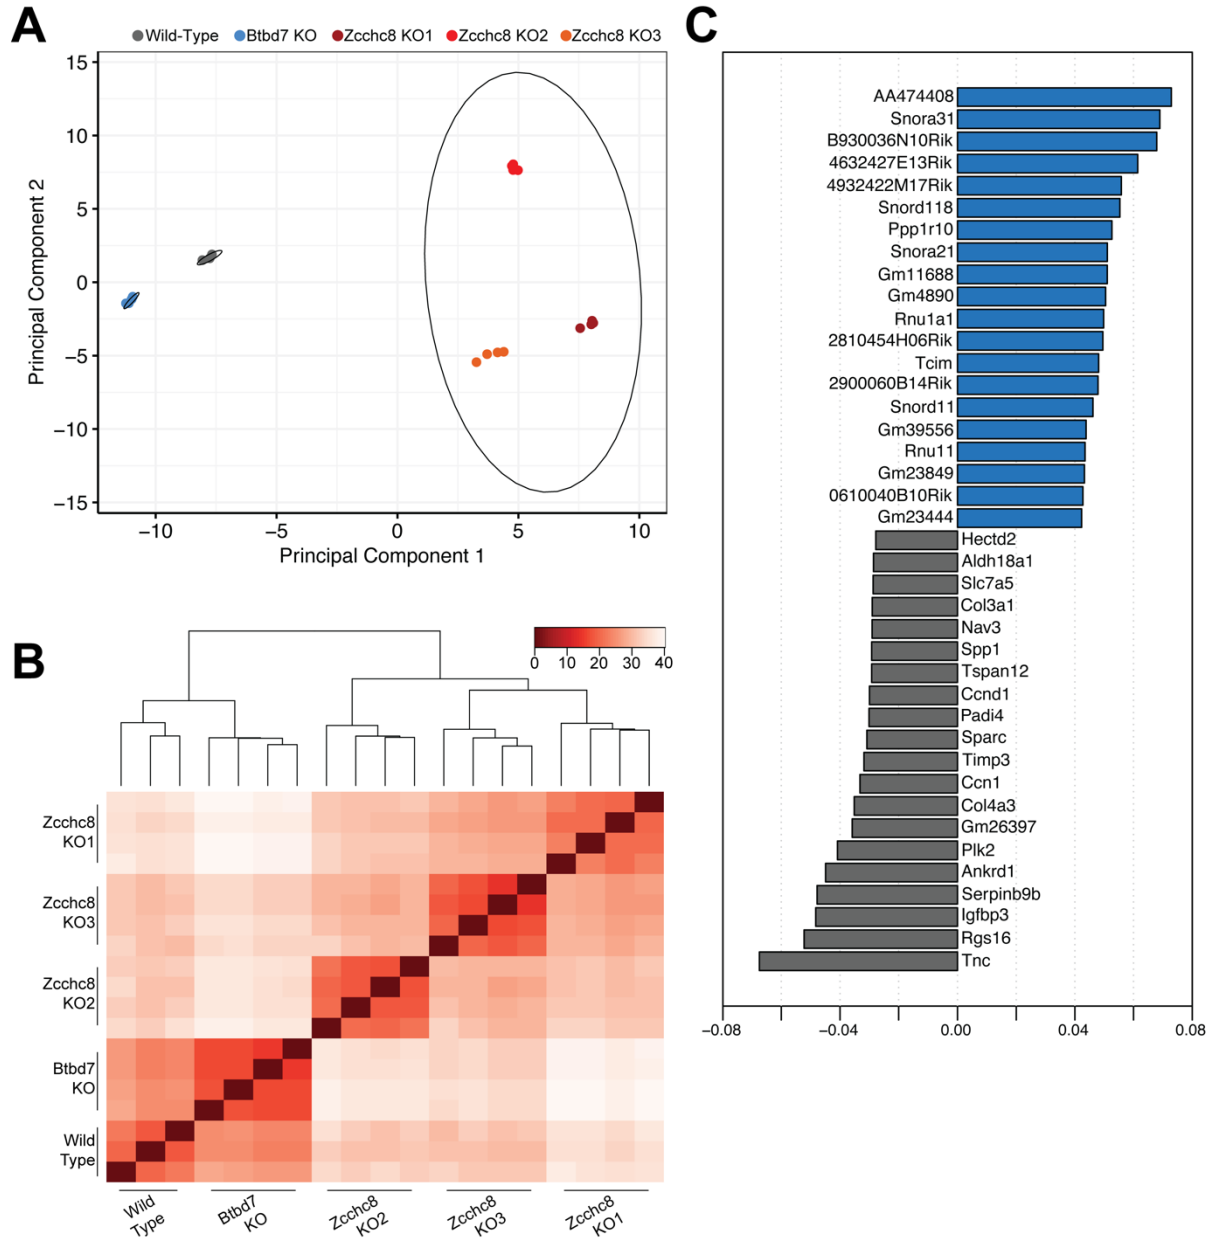 A
Wild-Type Btbd7 KO Zcchc8 KO1 Zcchc8 KO2 Zcchc8 KO3
15
10
5
0
−5
−10
−15
Principal Component 2
−10 −5 0 5 10
Principal Component 1
B
0 10 20 30 40
Zcchc8
KO1
Zcchc8
KO3
Zcchc8
KO2
Btbd7
KO
Wild
Type
Wild
Type
Btbd7
KO
Zcchc8
KO2
Zcchc8
KO3
Zcchc8
KO1
C
AA474408
Snora31
B930036N10Rik
4632427E13Rik
4932422M17Rik
Snord118
Ppp1r10
Snora21
Gm11688
Gm4890
Rnu1a1
2810454H06Rik
Tcim
2900060B14Rik
Snord11
Gm39556
Rnu11
Gm23849
0610040B10Rik
Gm23444
Hectd2
Aldh18a1
Slc7a5
Col3a1
Nav3
Spp1
Tspan12
Ccnd1
Padi4
Sparc
Timp3
Ccn1
Col4a3
Gm26397
Plk2
Ankrd1
Serpinb9b
Igfbp3
Rgs16
Tnc
−0.08 −0.04 0.00 0.04 0.08